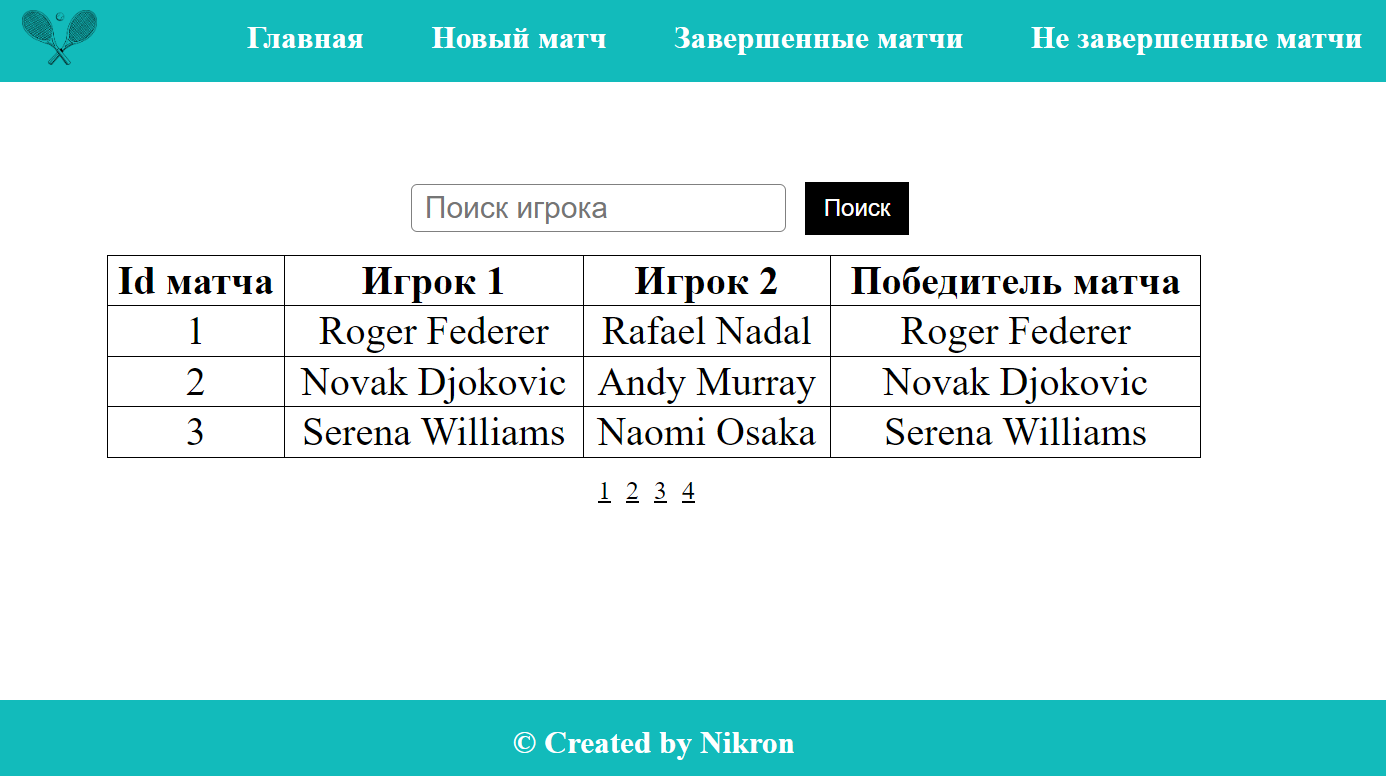 Главная Новый матч Завершенные матчи Не завершенные матчи
Поиск игрока Поиск
Id матча Игрок 1 Игрок 2 Победитель матча
1 Roger Federer Rafael Nadal Roger Federer
2 Novak Djokovic Andy Murray Novak Djokovic
3 Serena Williams Naomi Osaka Serena Williams
1 2 3 4
© Created by Nikron